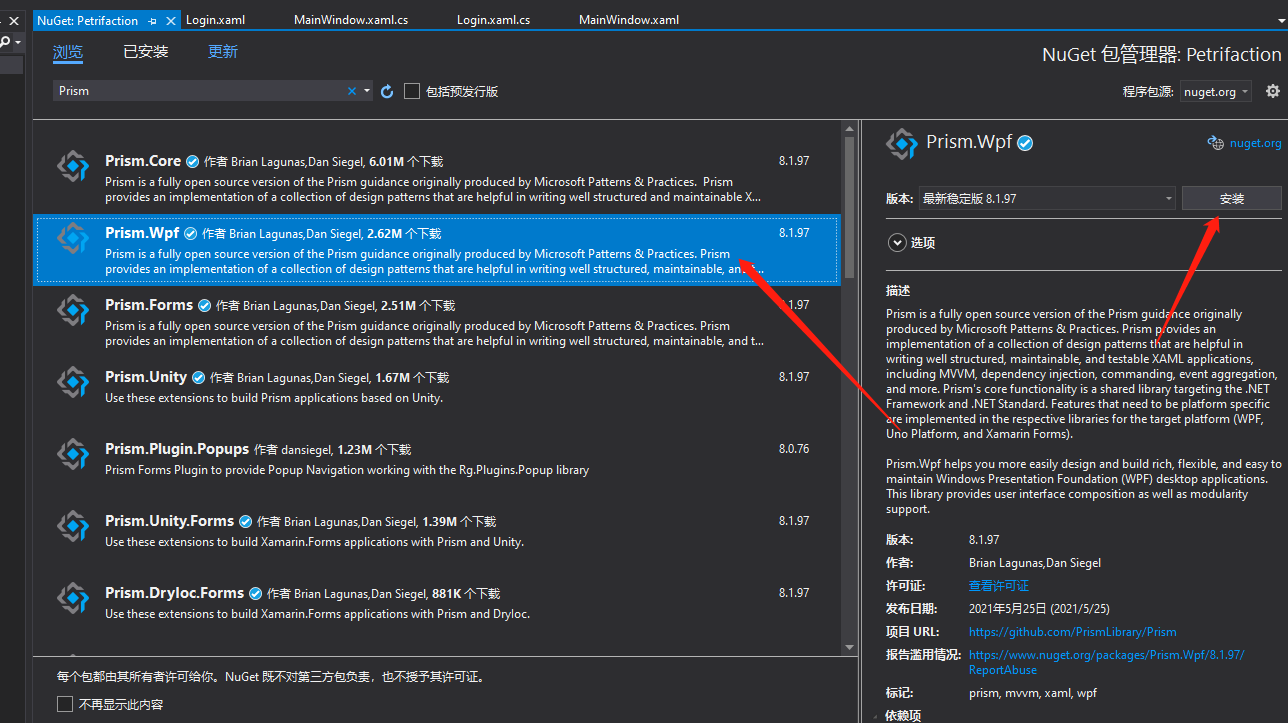 NuGet: Petrifaction
Login.xaml
MainWindow.xaml.cs
Login.xaml.cs
MainWindow.xaml
浏览
已安装
更新
NuGet 包管理器: Petrifaction
Prism
包括预发行版
程序包源: nuget.org
Prism.Core 作者 Brian Lagunas,Dan Siegel, 6.01M 个下载
8.1.97
Prism is a fully open source version of the Prism guidance originally produced by Microsoft Patterns & Practices. Prism
provides an implementation of a collection of design patterns that are helpful in writing well structured and maintainable X...
Prism.Wpf 作者 Brian Lagunas,Dan Siegel, 2.62M 个下载
8.1.97
Prism is a fully open source version of the Prism guidance originally produced by Microsoft Patterns & Practices. Prism
provides an implementation of a collection of design patterns that are helpful in writing well structured, maintainable, and t...
Prism.Forms 作者 Brian Lagunas,Dan Siegel, 2.51M 个下载
8.1.97
Prism is a fully open source version of the Prism guidance originally produced by Microsoft Patterns & Practices. Prism
provides an implementation of a collection of design patterns that are helpful in writing well structured, maintainable, and t...
Prism.Unity 作者 Brian Lagunas,Dan Siegel, 1.67M 个下载
8.1.97
Use these extensions to build Prism applications based on Unity.
Prism.Plugin.Popups 作者 dansiegel, 1.23M 个下载
8.0.76
Prism Forms Plugin to provide Popup Navigation working with the Rg.Plugins.Popup library
Prism.Unity.Forms 作者 Brian Lagunas,Dan Siegel, 1.39M 个下载
8.1.97
Use these extensions to build Xamarin.Forms applications with Prism and Unity.
Prism.DryIoc.Forms 作者 Brian Lagunas,Dan Siegel, 881K 个下载
8.1.97
Use these extensions to build Xamarin.Forms applications with Prism and DryIoc.
每个包都由其所有者许可给你。NuGet 既不对第三方包负责，也不授予其许可证。
不再显示此内容
Prism.Wpf
nuget.org
版本: 最新稳定版 8.1.97
安装
选项
描述
Prism is a fully open source version of the Prism guidance originally
produced by Microsoft Patterns & Practices. Prism provides an
implementation of a collection of design patterns that are helpful in
writing well structured, maintainable, and testable XAML applications,
including MVVM, dependency injection, commanding, event aggregation,
and more. Prism's core functionality is a shared library targeting the .NET
Framework and .NET Standard. Features that need to be platform specific
are implemented in the respective libraries for the target platform (WPF,
Uno Platform, and Xamarin Forms).
Prism.Wpf helps you more easily design and build rich, flexible, and easy to
maintain Windows Presentation Foundation (WPF) desktop applications.
This library provides user interface composition as well as modularity
support.
版本: 8.1.97
作者: Brian Lagunas,Dan Siegel
许可证: 查看许可证
发布日期: 2021年5月25日 (2021/5/25)
项目 URL: https://github.com/PrismLibrary/Prism
报告滥用情况: https://www.nuget.org/packages/Prism.Wpf/8.1.97/
ReportAbuse
标记: prism, mvvm, xaml, wpf
依赖项